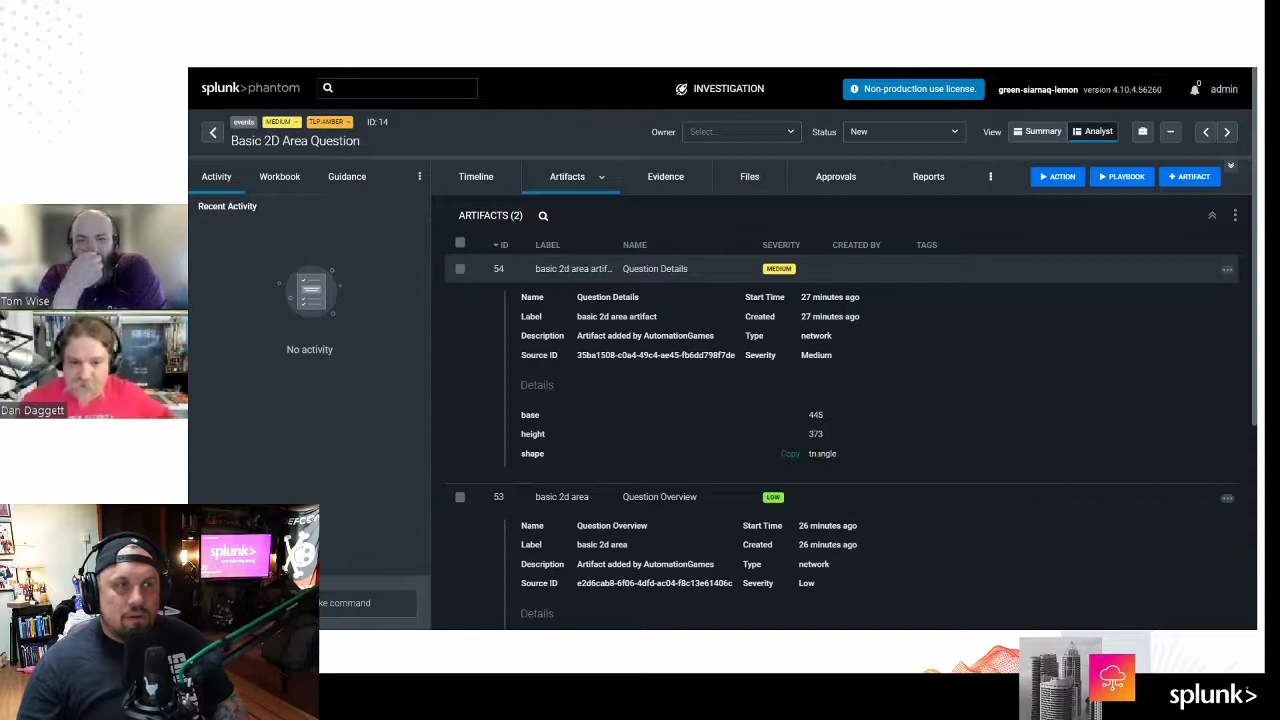 splunk>phantom
INVESTIGATION
Non-production use license.
green-siarnaq-lemon version 4.10.4.56260
0
admin
events MEDIUM TLP:AMBER ID: 14
Basic 2D Area Question
Owner Select... Status New View Summary Analyst
Activity Workbook Guidance
Timeline Artifacts Evidence Files Approvals Reports
ACTION PLAYBOOK + ARTIFACT
Recent Activity
No activity
ke command
ARTIFACTS (2)
ID LABEL NAME SEVERITY CREATED BY TAGS
54 basic 2d area artif... Question Details MEDIUM
Name Question Details Start Time 27 minutes ago
Label basic 2d area artifact Created 27 minutes ago
Description Artifact added by AutomationGames Type network
Source ID 35ba1508-c0a4-49c4-ae45-fb6dd798f7de Severity Medium
Details
base 445
height 373
shape Copy triangle
53 basic 2d area Question Overview LOW
Name Question Overview Start Time 26 minutes ago
Label basic 2d area Created 26 minutes ago
Description Artifact added by AutomationGames Type network
Source ID e2d6cab8-6f06-4dfd-ac04-f8c13e61406c Severity Low
Details
Tom Wise
Dan Daggett
splunk>
DEFCO
splunk>